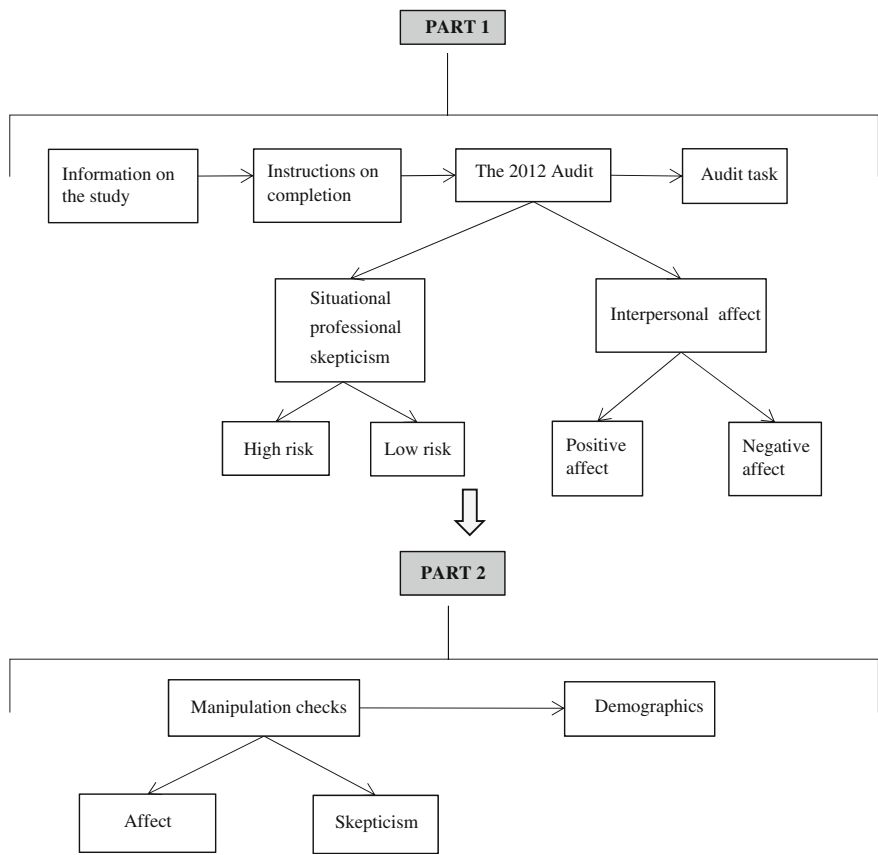 PART 1
Information on
the study
Instructions on
completion
The 2012 Audit
Audit task
Situational
professional
skepticism
Interpersonal affect
High risk
Low risk
Positive
affect
Negative
affect
PART 2
Manipulation checks
Demographics
Affect
Skepticism